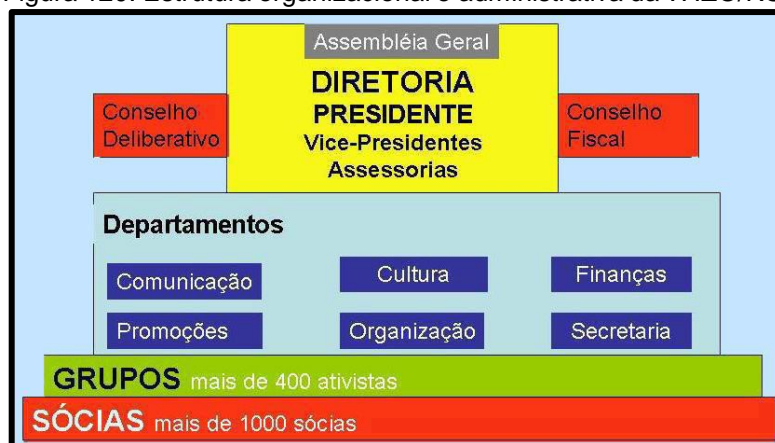 Assembléia Geral
DIRETORIA
PRESIDENTE
Vice-Presidentes
Assessorias
Conselho
Deliberativo
Conselho
Fiscal
Departamentos
Comunicação
Cultura
Finanças
Promoções
Organização
Secretaria
GRUPOS mais de 400 ativistas
SÓCIAS mais de 1000 sócias